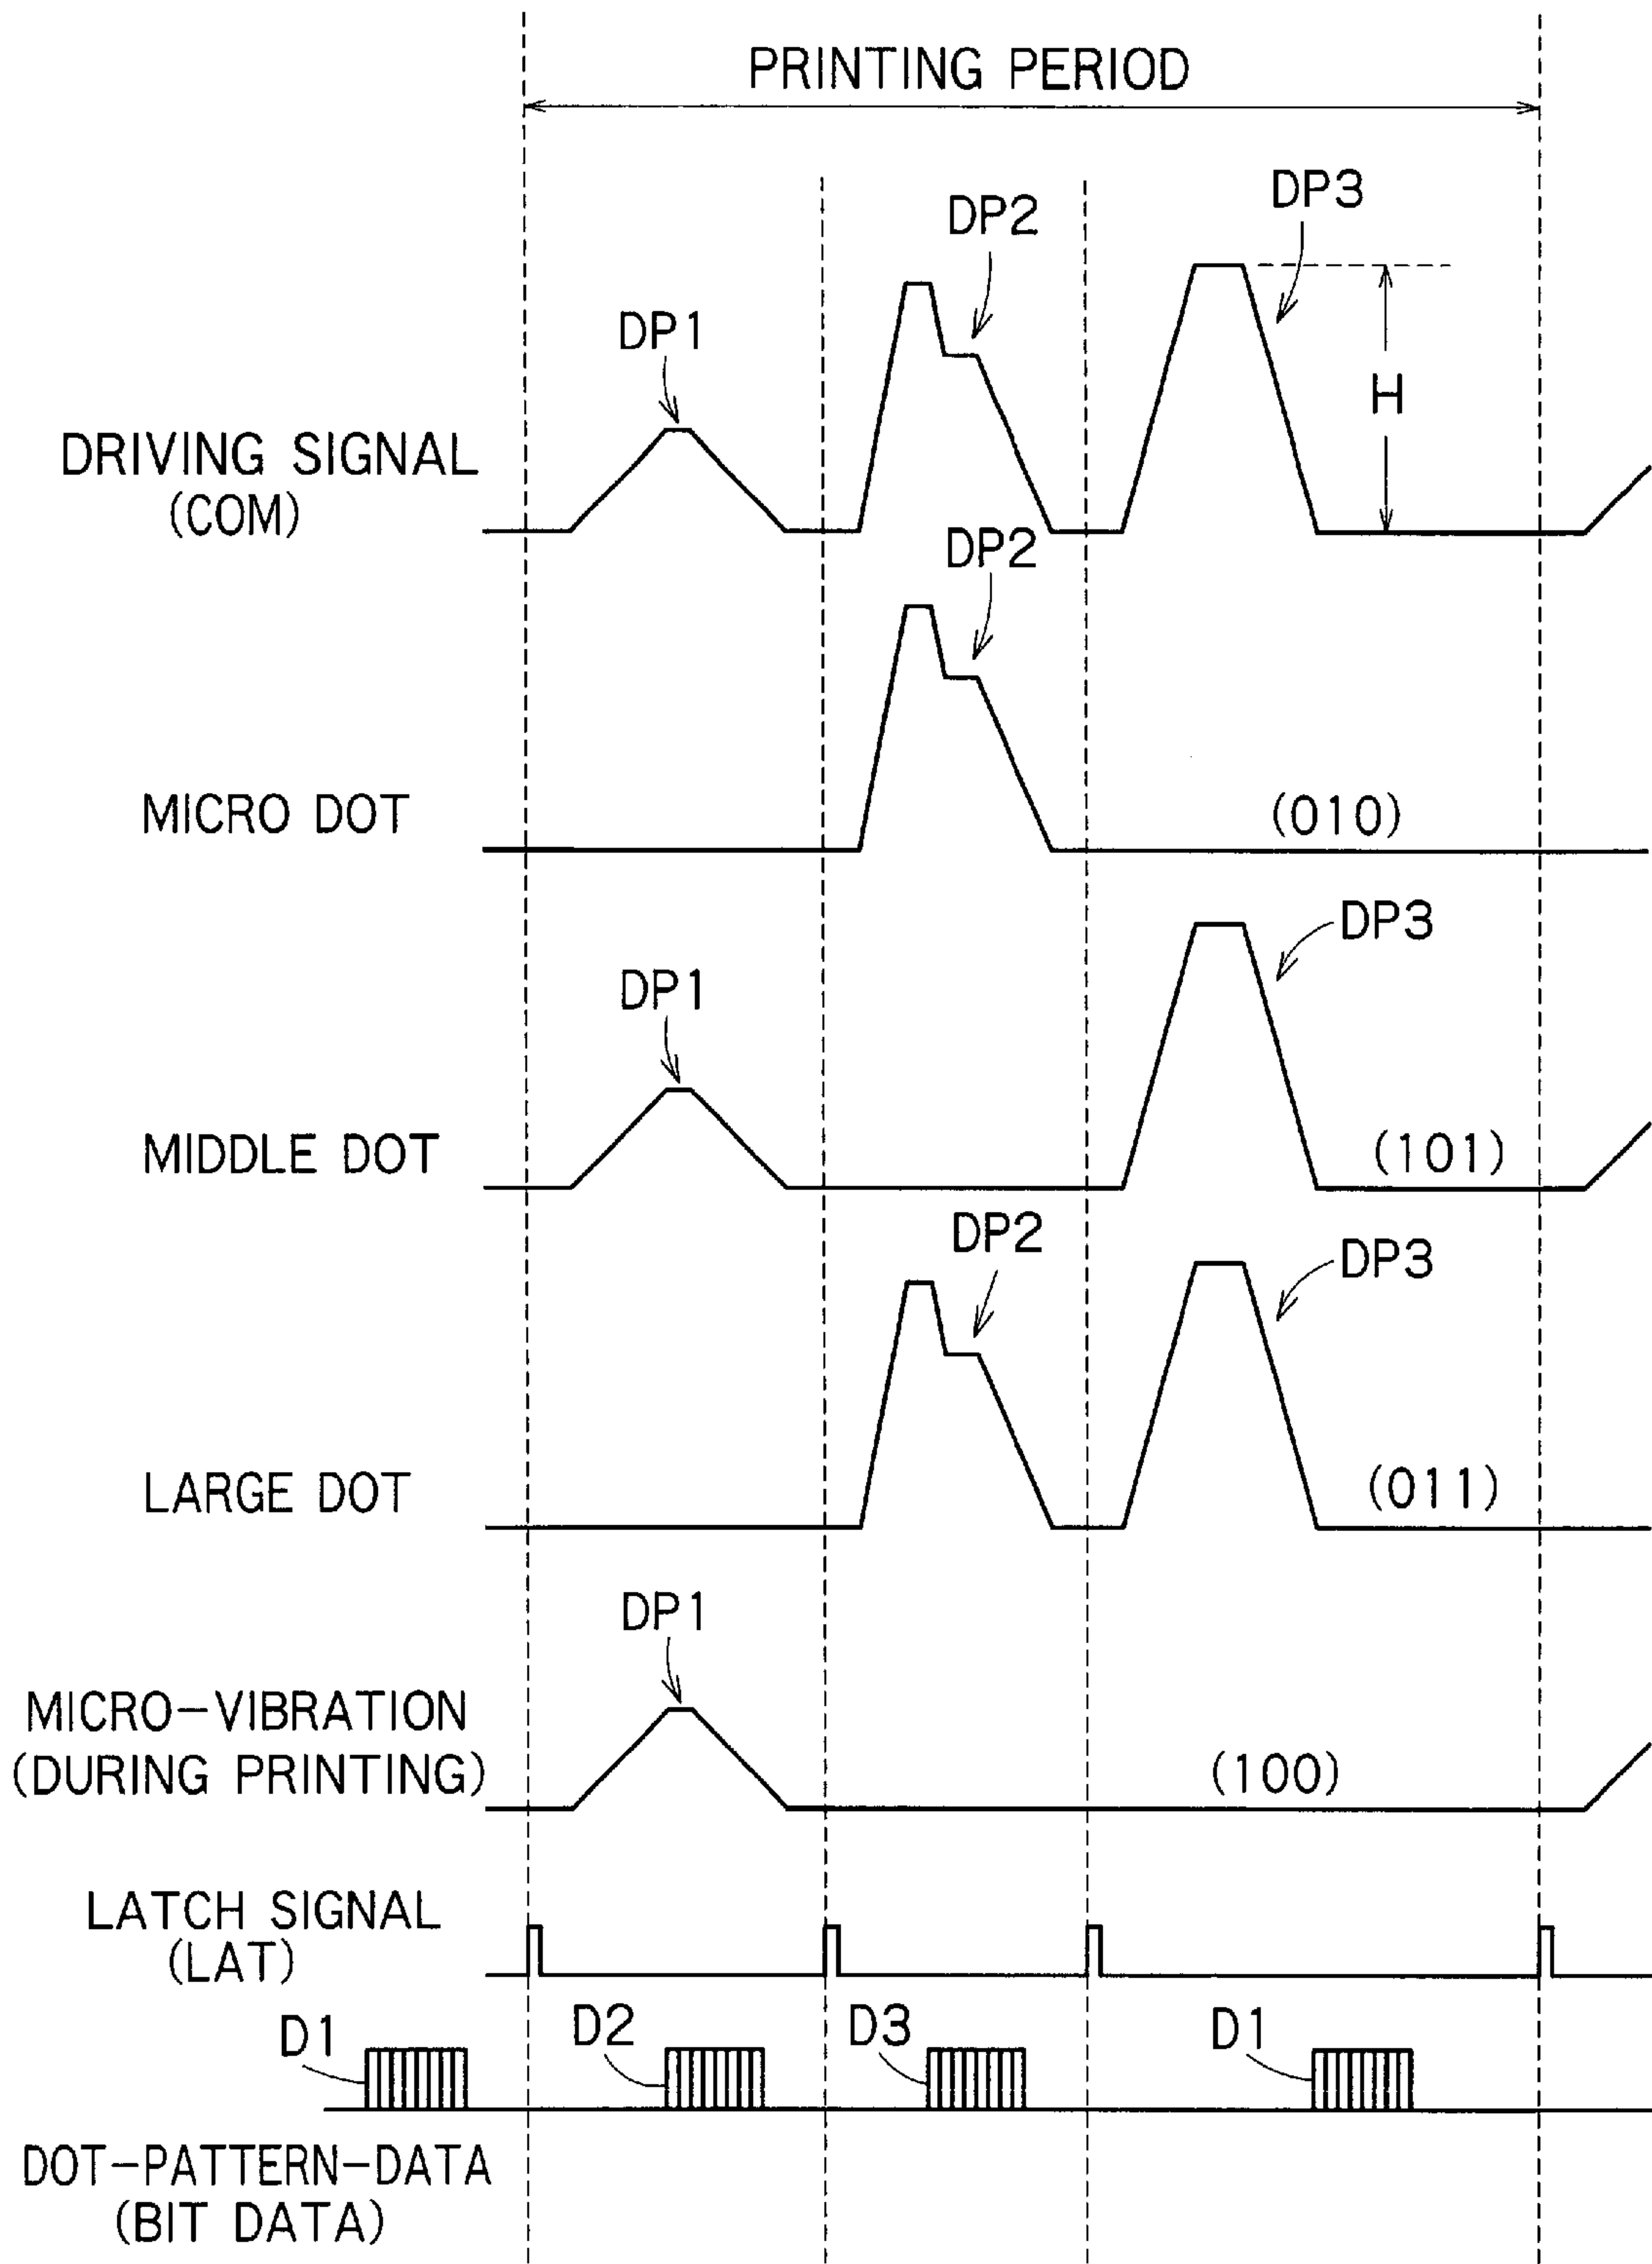 PRINTING PERIOD
DP1
DP2
DP3
H
DRIVING SIGNAL
(COM)
DP2
MICRO DOT
(010)
DP1
DP3
MIDDLE DOT
(101)
DP2
DP3
LARGE DOT
(011)
DP1
MICRO-VIBRATION
(DURING PRINTING)
(100)
LATCH SIGNAL
(LAT)
D1
D2
D3
D1
DOT-PATTERN-DATA
(BIT DATA)